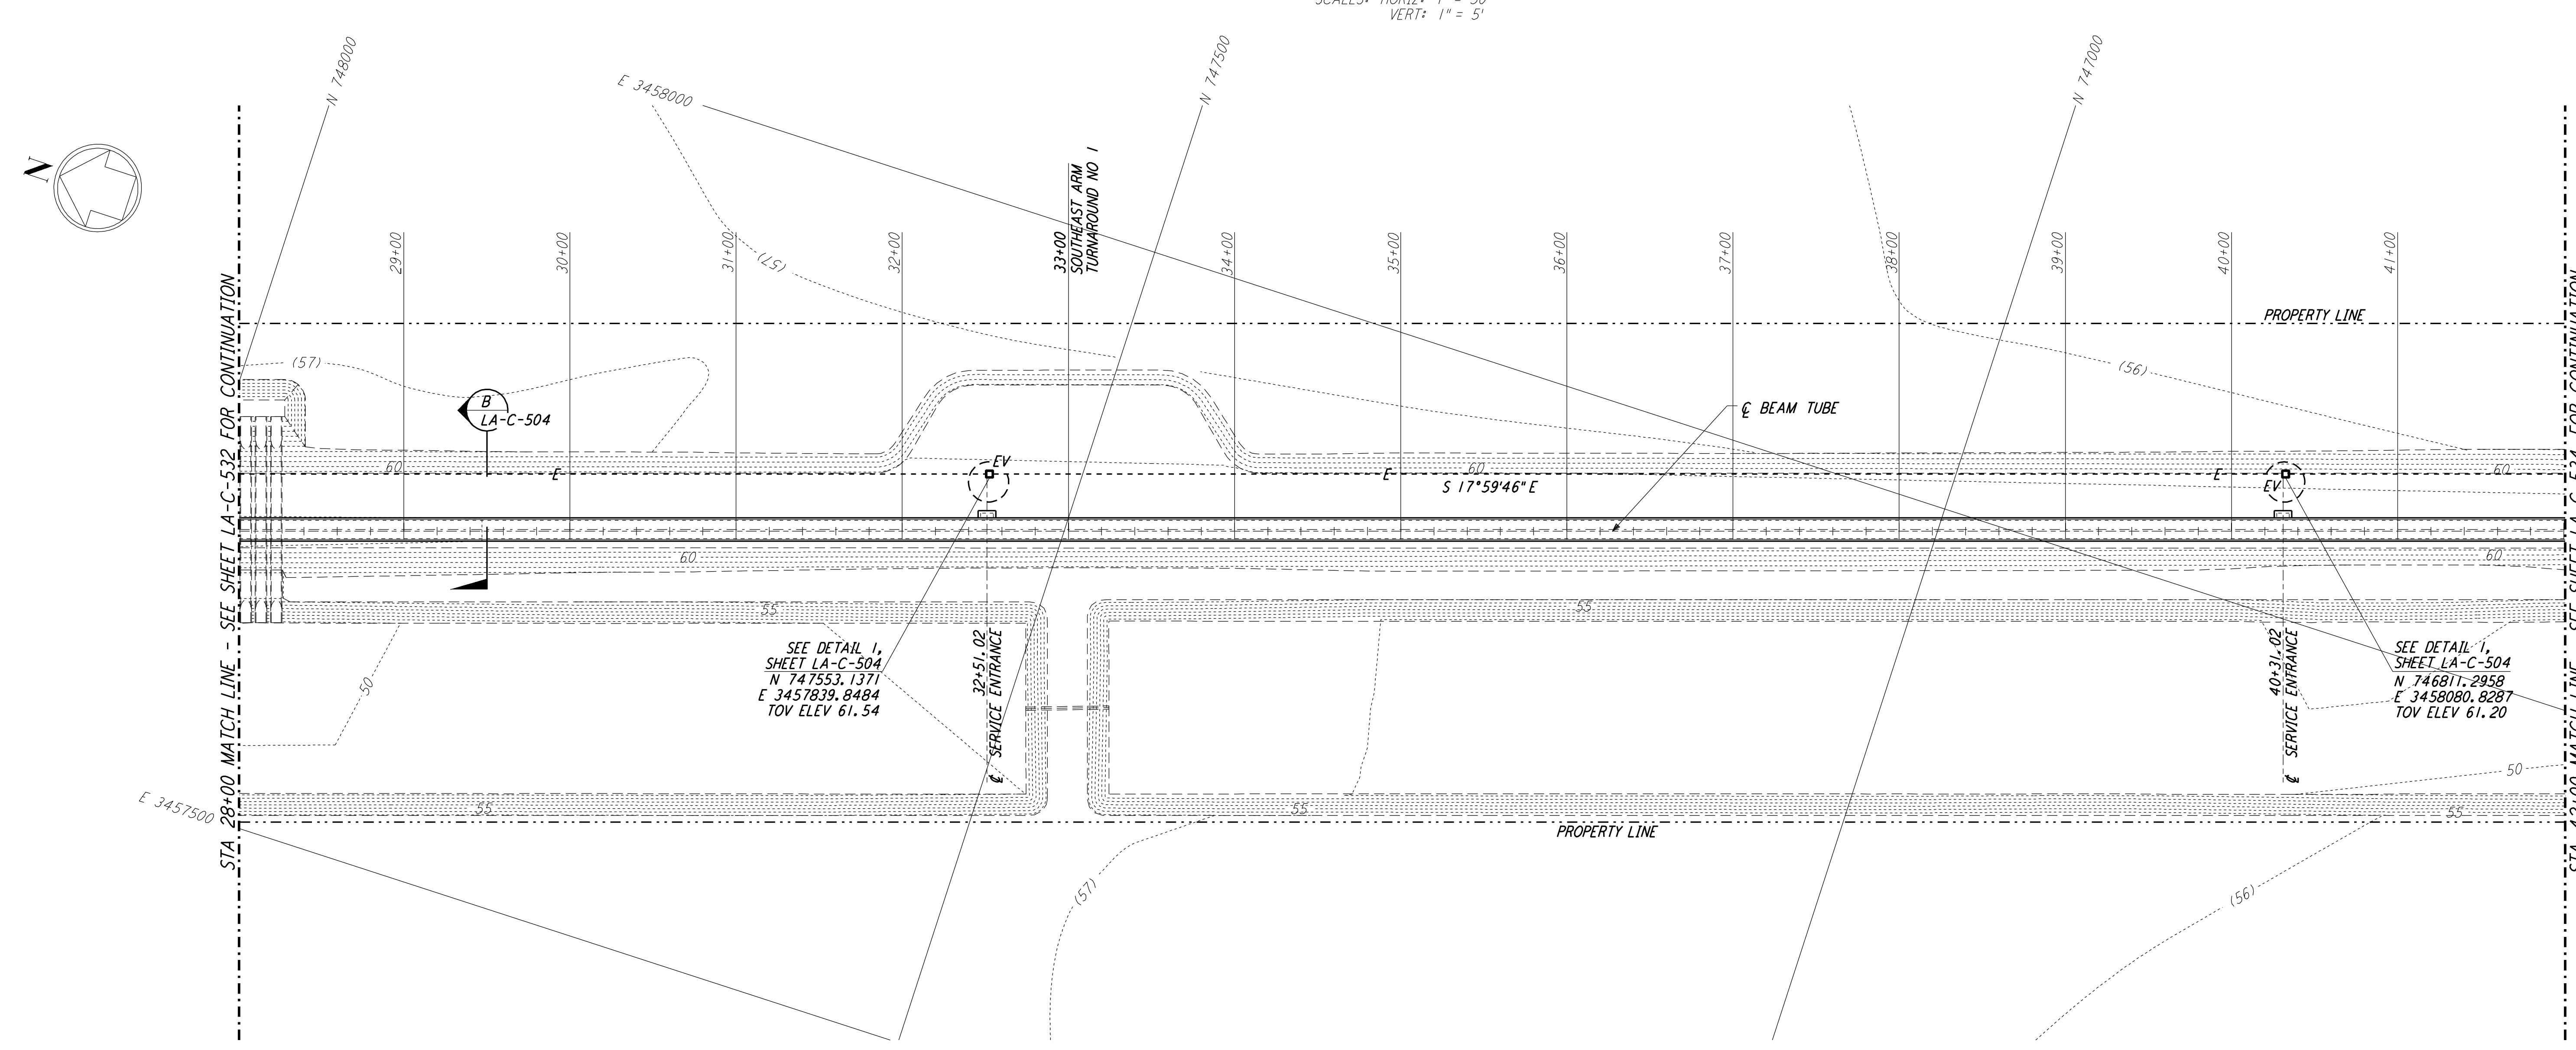 VERT: 1" = 5'
N 748000
E 3458000
N 747500
N 747000
N
29+00
30+00
31+00
32+00
33+00
SOUTHEAST ARM
TURNAROUND NO 1
34+00
35+00
36+00
37+00
38+00
39+00
40+00
41+00
(57)
PROPERTY LINE
(57)
(56)
B
LA-C-504
℄ BEAM TUBE
60
E
EV
E
60
S 17°59'46"E
E
EV
60
60
60
55
55
STA 28+00 MATCH LINE - SEE SHEET LA-C-532 FOR CONTINUATION
SEE DETAIL 1,
SHEET LA-C-504
N 747553.1371
E 3457839.8484
TOV ELEV 61.54
32+51.02
℄ SERVICE ENTRANCE
40+31.02
℄ SERVICE ENTRANCE
SEE DETAIL 1,
SHEET LA-C-504
N 746811.2958
E 3458080.8287
TOV ELEV 61.20
50
50
E 3457500
55
55
55
PROPERTY LINE
(57)
(56)